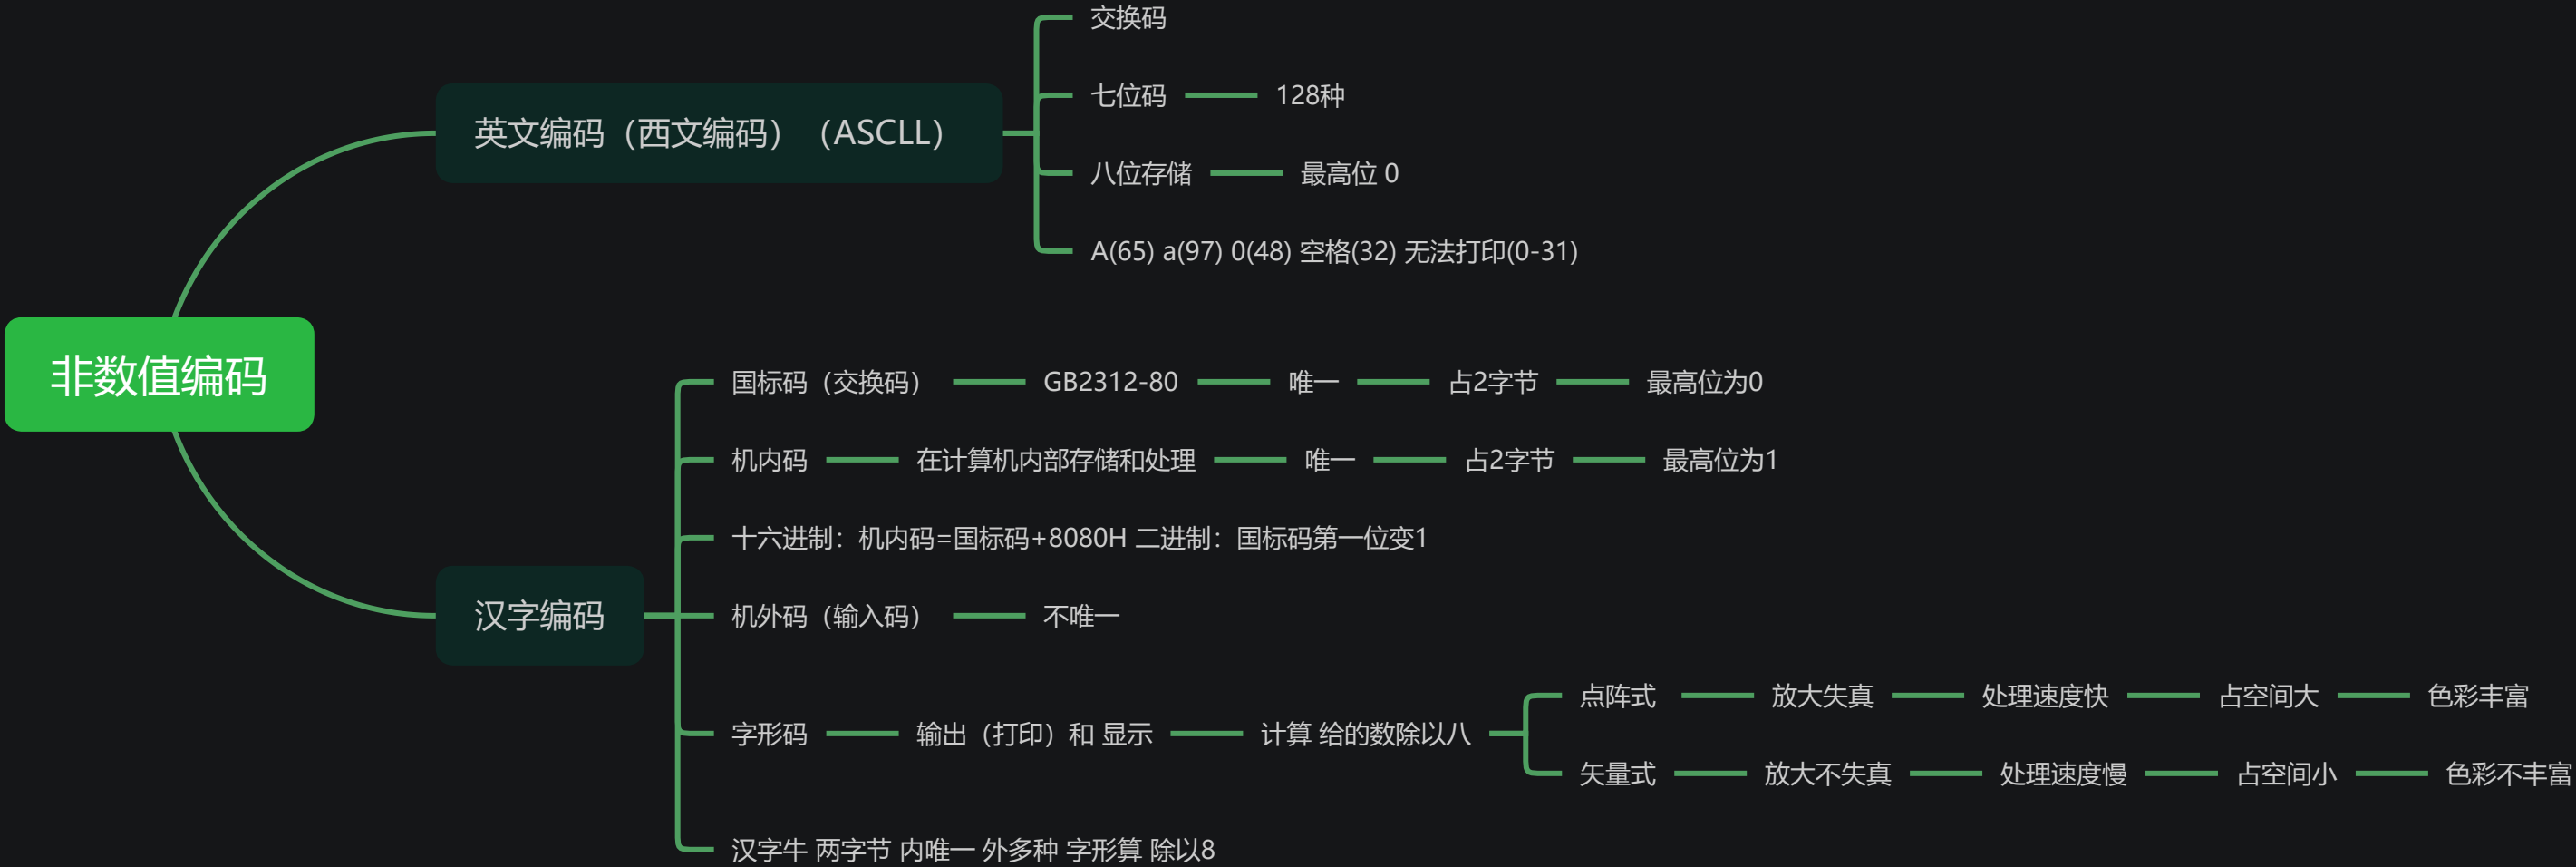 非数值编码
英文编码（西文编码）（ASCLL）
交换码
七位码
128种
八位存储
最高位 0
A(65) a(97) 0(48) 空格(32) 无法打印(0-31)
汉字编码
国标码（交换码）
GB2312-80
唯一
占2字节
最高位为0
机内码
在计算机内部存储和处理
唯一
占2字节
最高位为1
十六进制：机内码=国标码+8080H 二进制：国标码第一位变1
机外码（输入码）
不唯一
字形码
输出（打印）和 显示
计算 给的数除以八
点阵式
放大失真
处理速度快
占空间大
色彩丰富
矢量式
放大不失真
处理速度慢
占空间小
色彩不丰富
汉字牛 两字节 内唯一 外多种 字形算 除以8